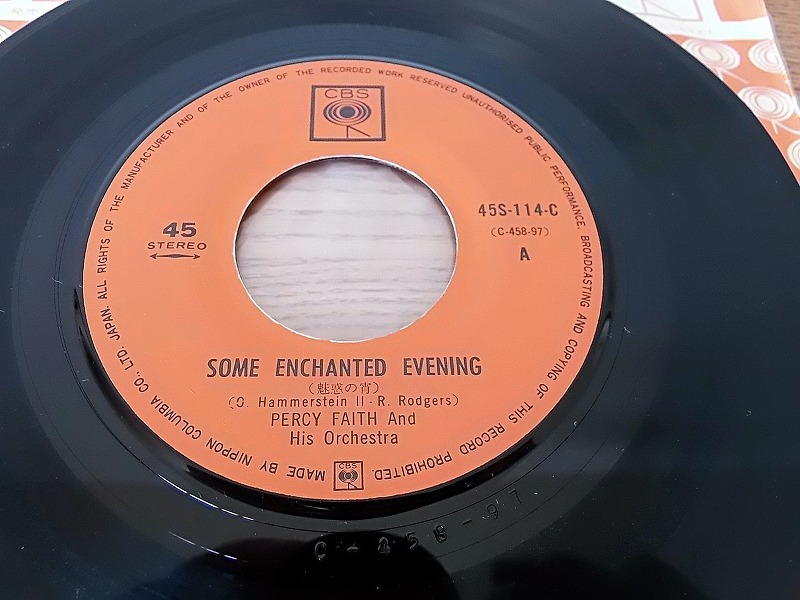 CBS
45
STEREO
45S-114-C
(C-458-97)
A
SOME ENCHANTED EVENING
(魅惑の宵)
(O. Hammerstein II - R. Rodgers)
PERCY FAITH And
His Orchestra
MADE BY NIPPON COLUMBIA CO. LTD. JAPAN. ALL RIGHTS OF THE MANUFACTURER AND OF THE OWNER OF THE RECORDED WORK RESERVED UNAUTHORISED PUBLIC PERFORMANCE, BROADCASTING AND COPYING OF THIS RECORD PROHIBITED.
CBS
C-458-97